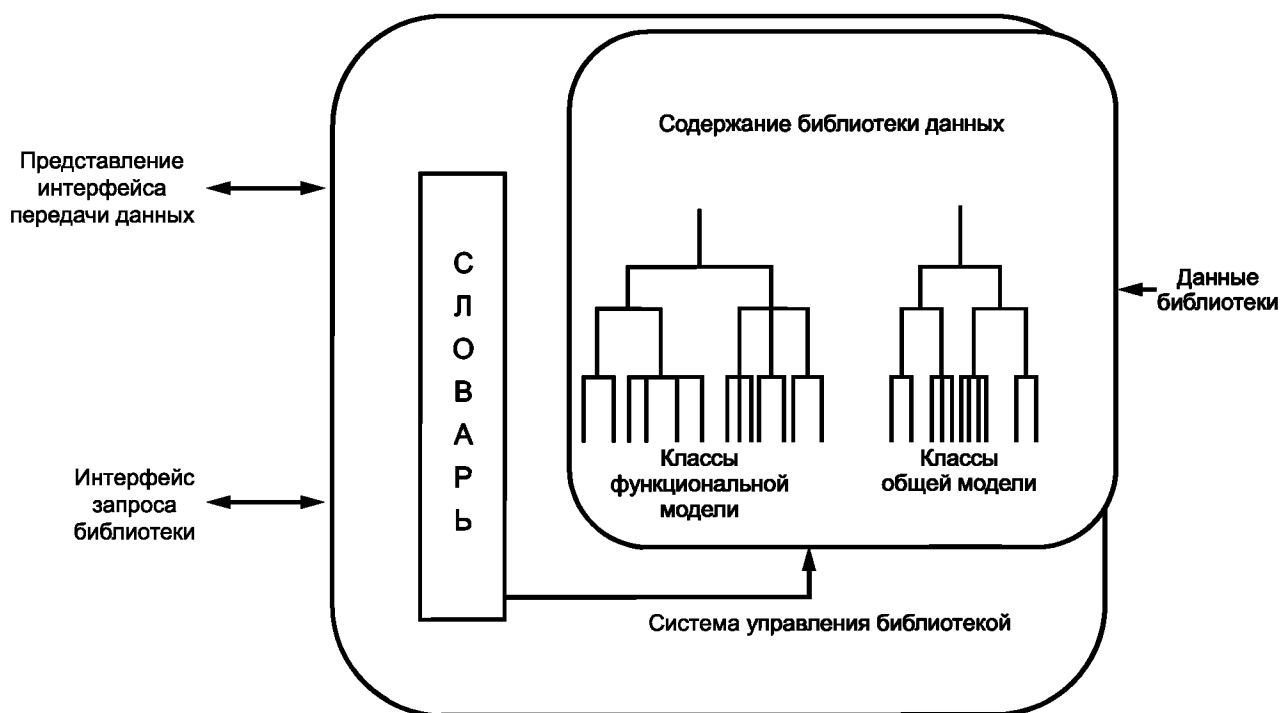 Содержание библиотеки данных
Представление
интерфейса
передачи данных
С
Л
О
В
А
Р
Ь
Данные
библиотеки
Классы
функциональной
модели
Классы
общей модели
Интерфейс
запроса
библиотеки
Система управления библиотекой